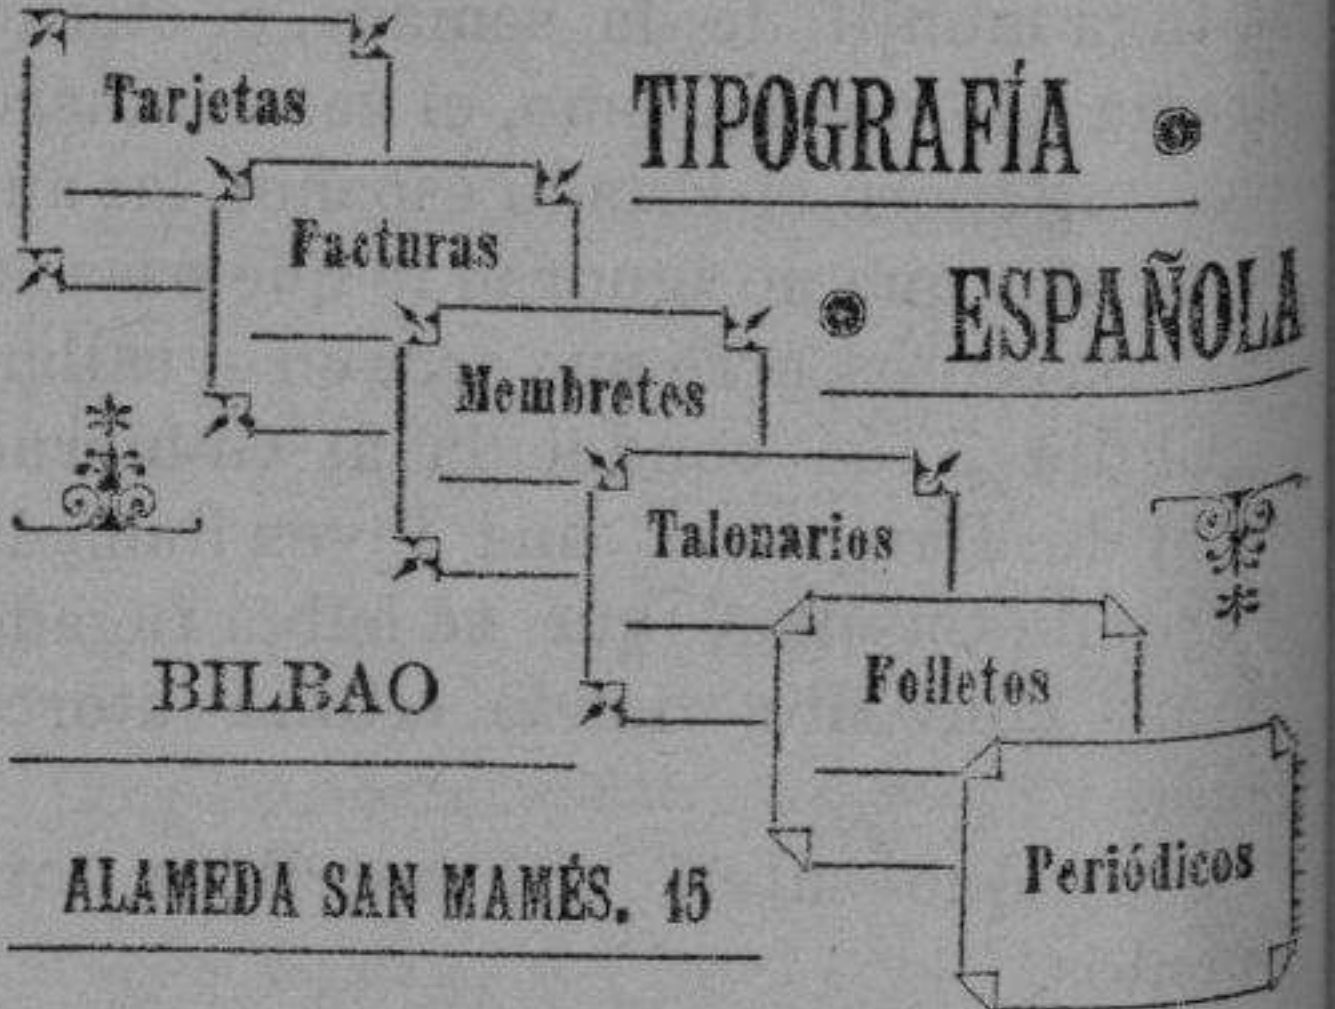 TIPOGRAFÍA
ESPAÑOLA
Tarjetas
Facturas
Membretes
Talonarios
Folletos
Periódicos
BILBAO
ALAMEDA SAN MAMÉS. 15